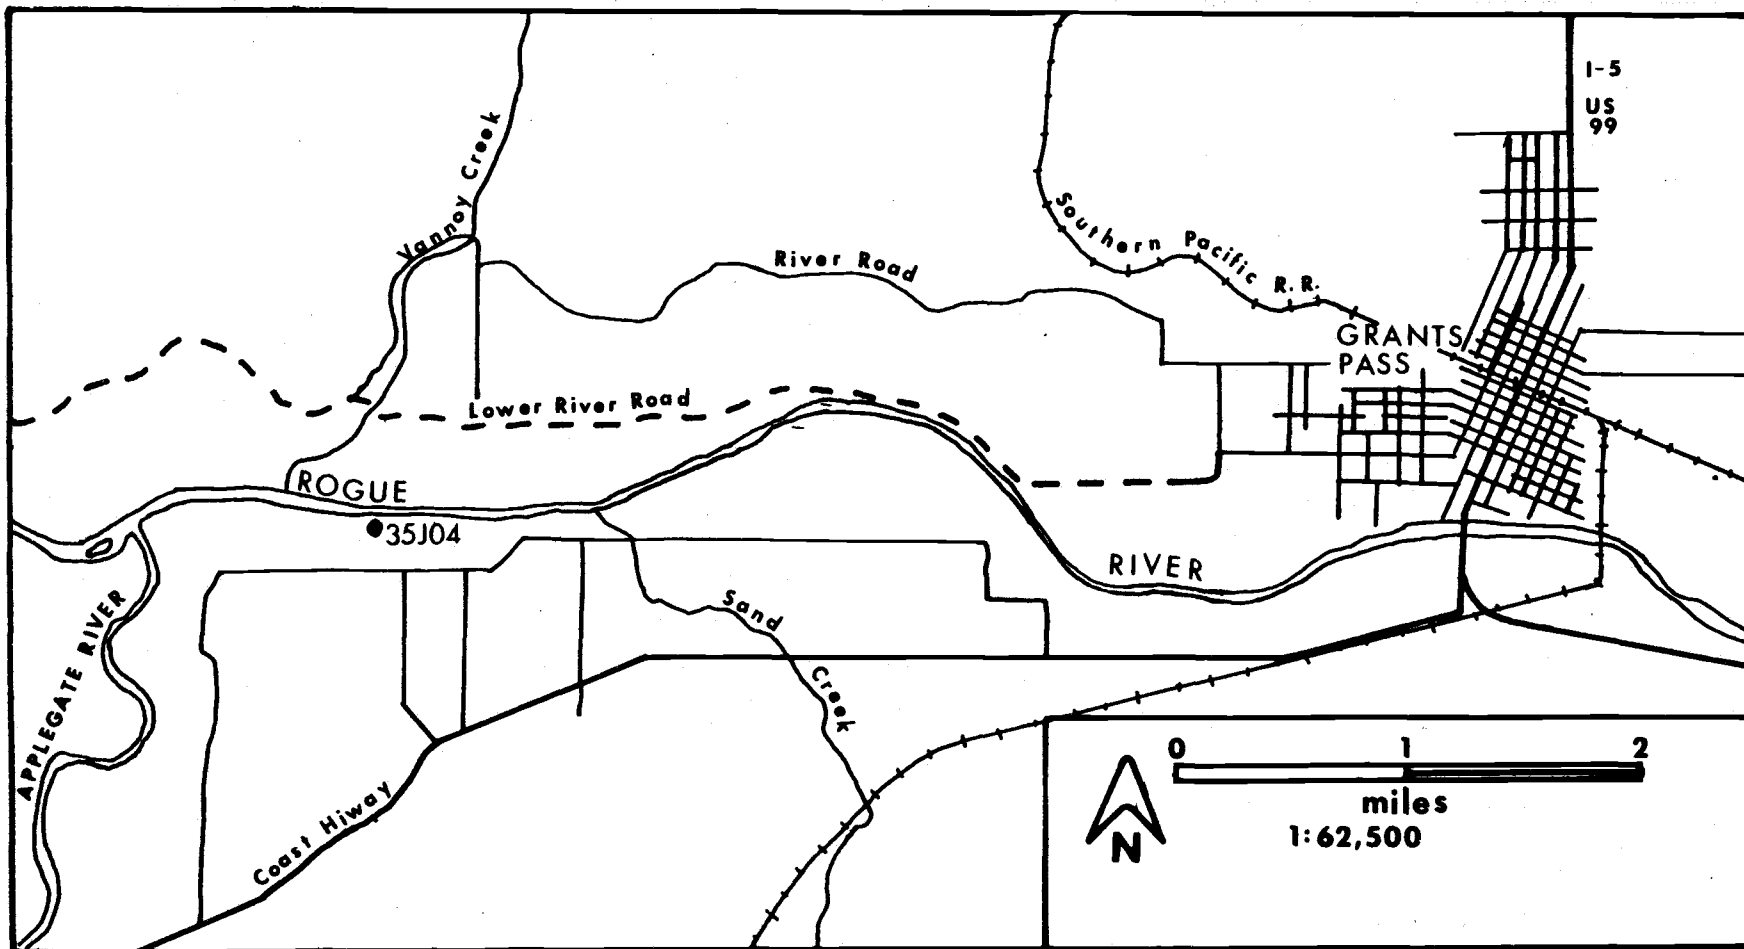 I-5
US
99
Vannoy Creek
Southern Pacific R.R.
River Road
GRANTS
PASS
Lower River Road
ROGUE
35J04
RIVER
Sand
Creek
APPLEGATE RIVER
Coast Hiway
0 1 2
miles
1:62,500
N